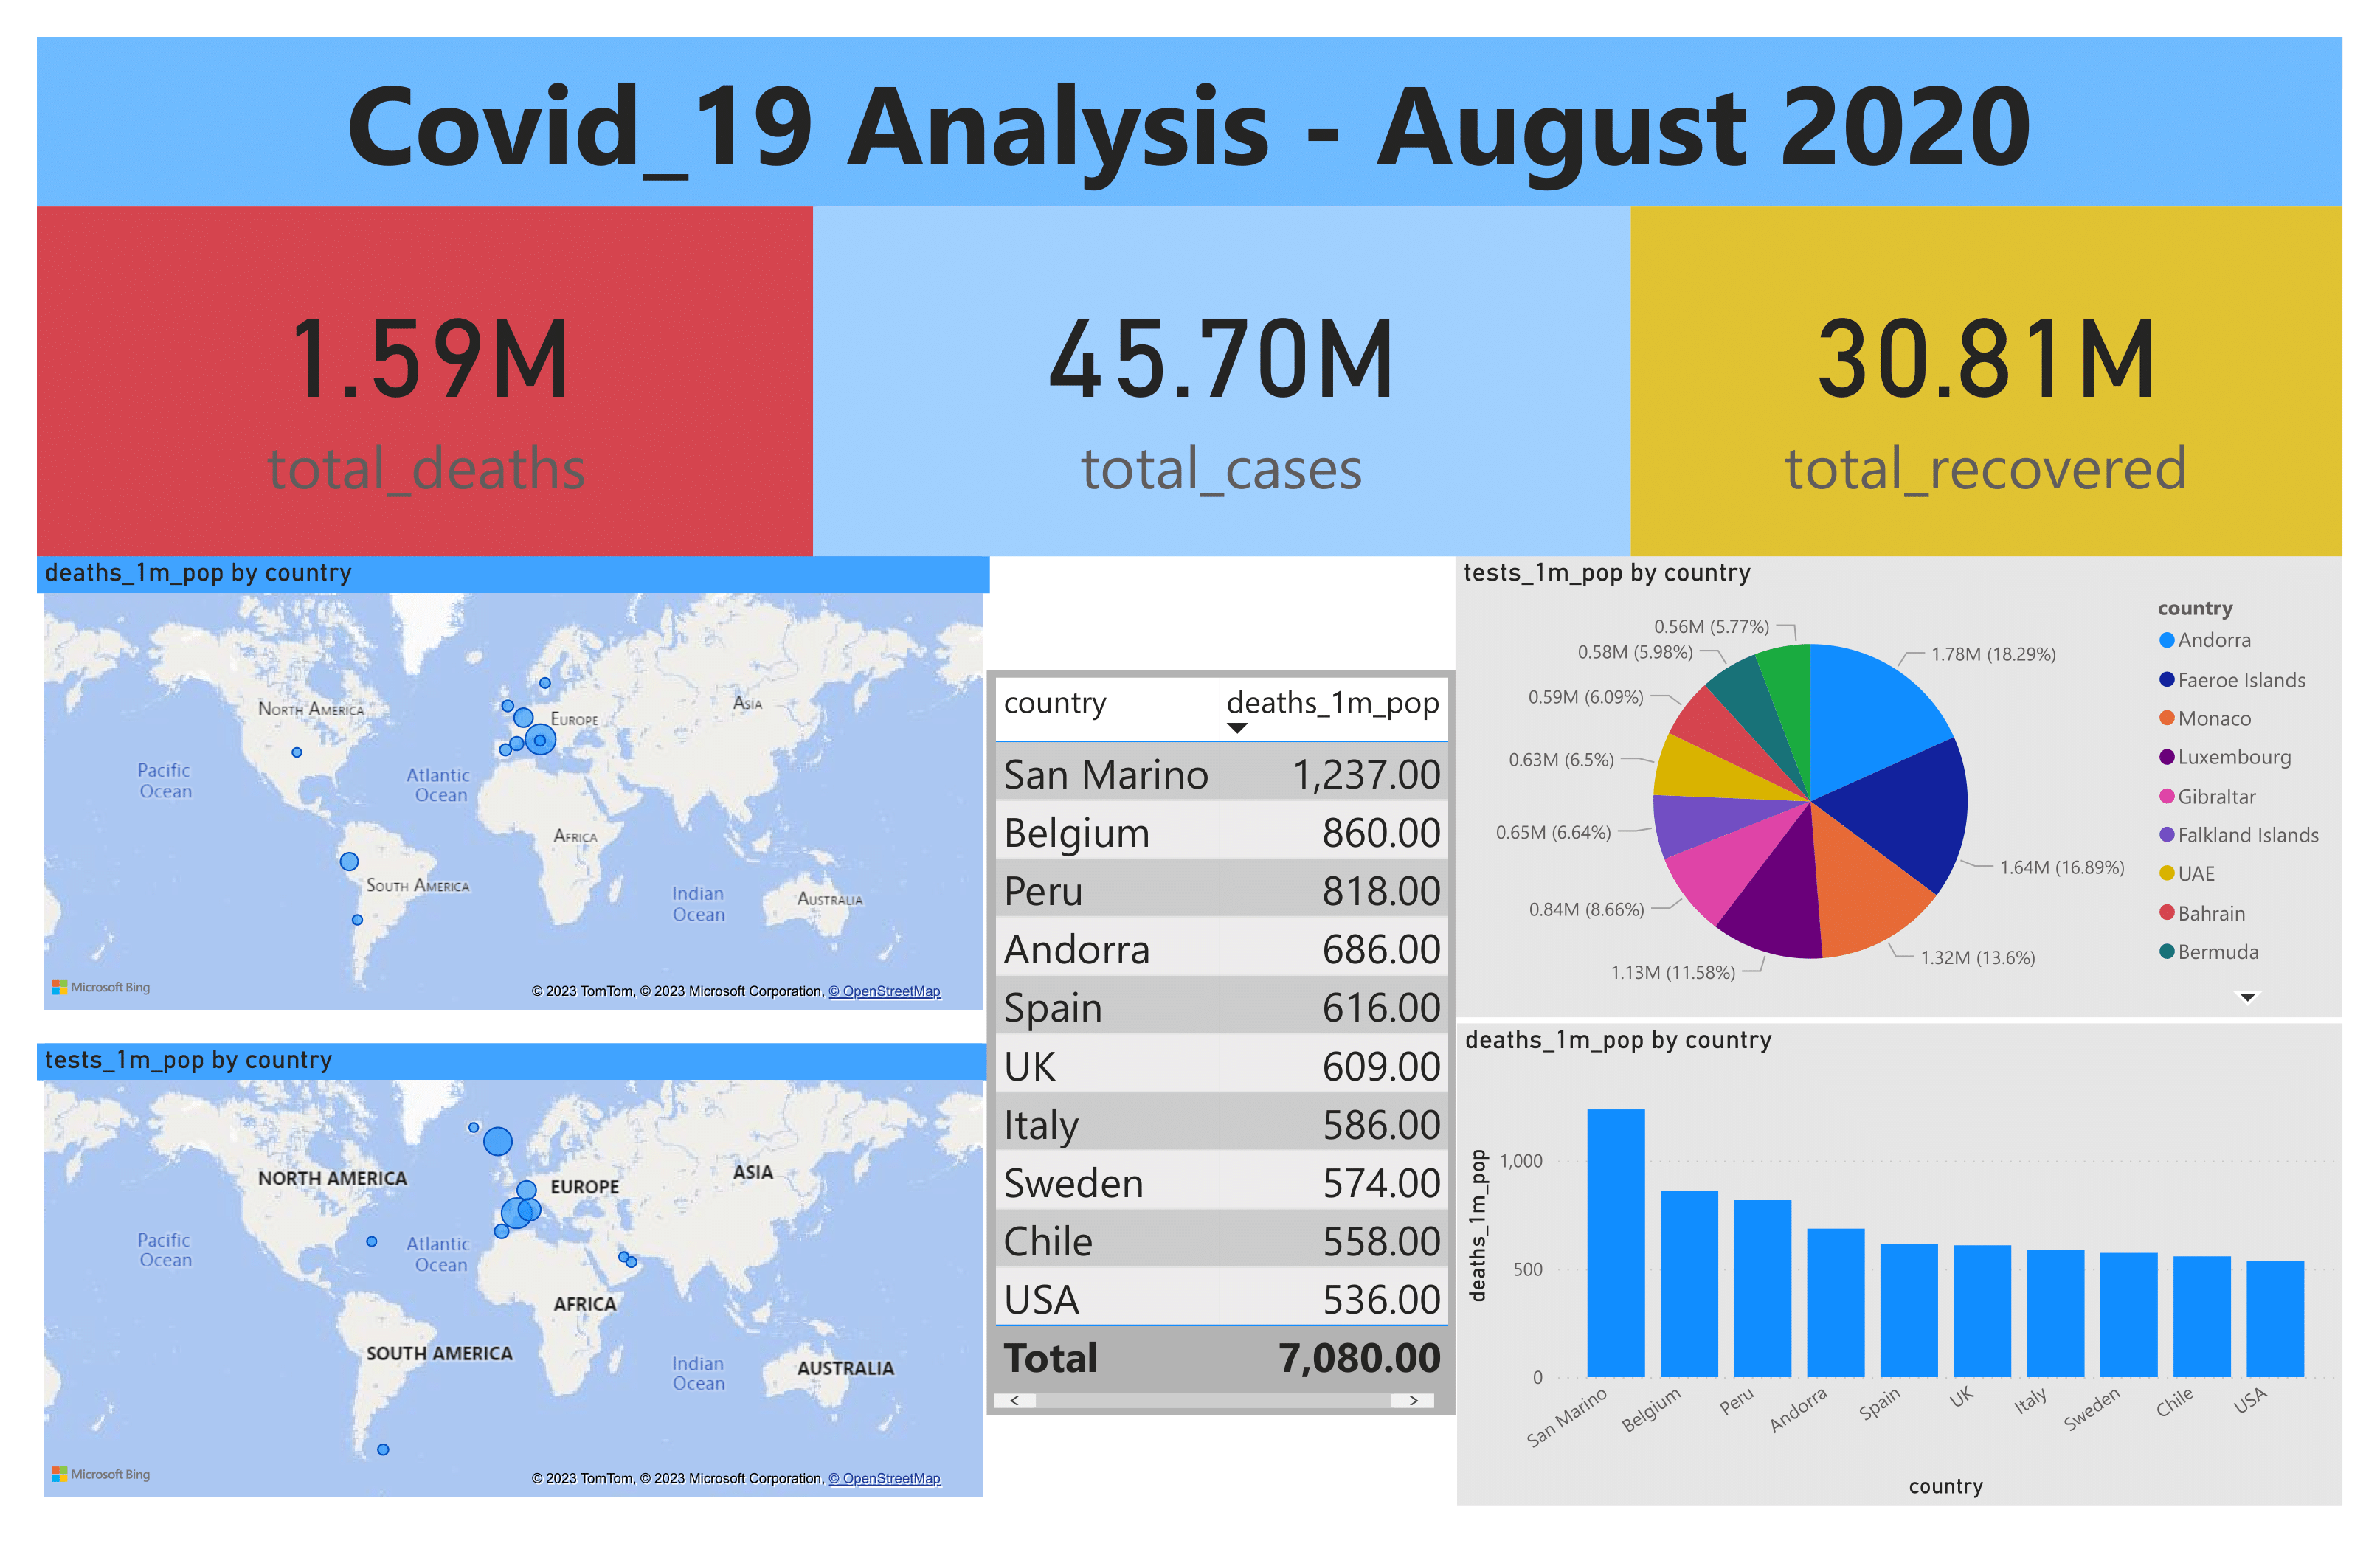 Covid_19 Analysis - August 2020
1.59M
total_deaths
45.70M
total_cases
30.81M
total_recovered
deaths_1m_pop by country
NORTH AMERICA
EUROPE
ASIA
Pacific
Ocean
Atlantic
Ocean
AFRICA
SOUTH AMERICA
Indian
Ocean
AUSTRALIA
Microsoft Bing
© 2023 TomTom, © 2023 Microsoft Corporation, © OpenStreetMap
tests_1m_pop by country
NORTH AMERICA
EUROPE
ASIA
Pacific
Ocean
Atlantic
Ocean
AFRICA
SOUTH AMERICA
Indian
Ocean
AUSTRALIA
Microsoft Bing
© 2023 TomTom, © 2023 Microsoft Corporation, © OpenStreetMap
country deaths_1m_pop
San Marino 1,237.00
Belgium 860.00
Peru 818.00
Andorra 686.00
Spain 616.00
UK 609.00
Italy 586.00
Sweden 574.00
Chile 558.00
USA 536.00
Total 7,080.00
tests_1m_pop by country
1.78M (18.29%)
1.64M (16.89%)
1.32M (13.6%)
1.13M (11.58%)
0.84M (8.66%)
0.65M (6.64%)
0.63M (6.5%)
0.59M (6.09%)
0.58M (5.98%)
0.56M (5.77%)
country
Andorra
Faeroe Islands
Monaco
Luxembourg
Gibraltar
Falkland Islands
UAE
Bahrain
Bermuda
deaths_1m_pop by country
deaths_1m_pop
1,000
500
0
San Marino
Belgium
Peru
Andorra
Spain
UK
Italy
Sweden
Chile
USA
country